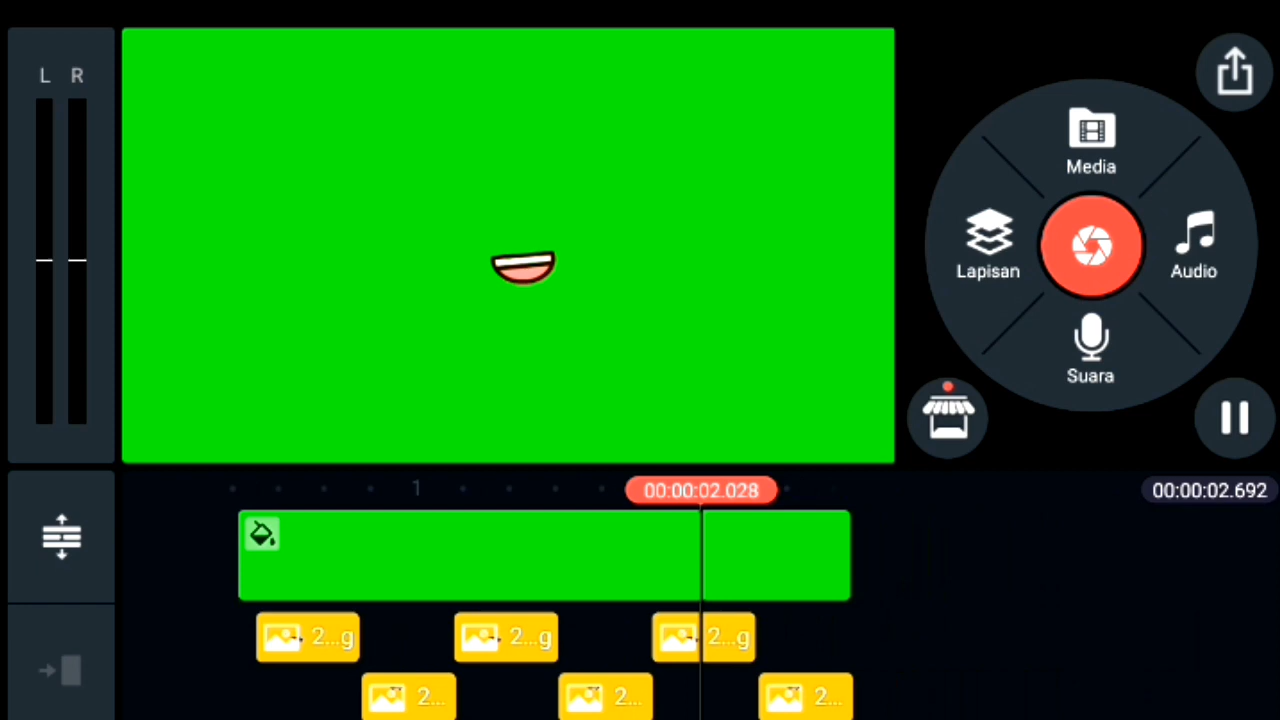 L R
Media
Lapisan
Audio
Suara
1
00:00:02.028
00:00:02.692
2...g
2...g
2...g
2...
2...
2...